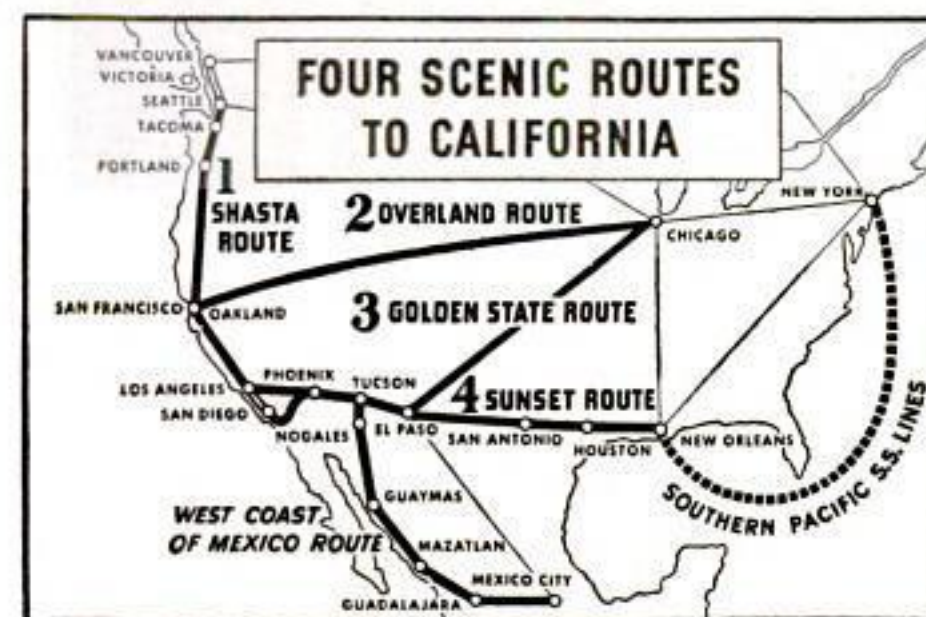 FOUR SCENIC ROUTES
TO CALIFORNIA
VANCOUVER
VICTORIA
SEATTLE
TACOMA
PORTLAND
1
SHASTA
ROUTE
2 OVERLAND ROUTE
NEW YORK
CHICAGO
SAN FRANCISCO
OAKLAND
3 GOLDEN STATE ROUTE
LOS ANGELES
PHOENIX
TUCSON
SAN DIEGO
4 SUNSET ROUTE
NOGALES
EL PASO
SAN ANTONIO
HOUSTON
NEW ORLEANS
SOUTHERN PACIFIC S.S. LINES
GUAYMAS
WEST COAST
OF MEXICO ROUTE
MAZATLAN
MEXICO CITY
GUADALAJARA